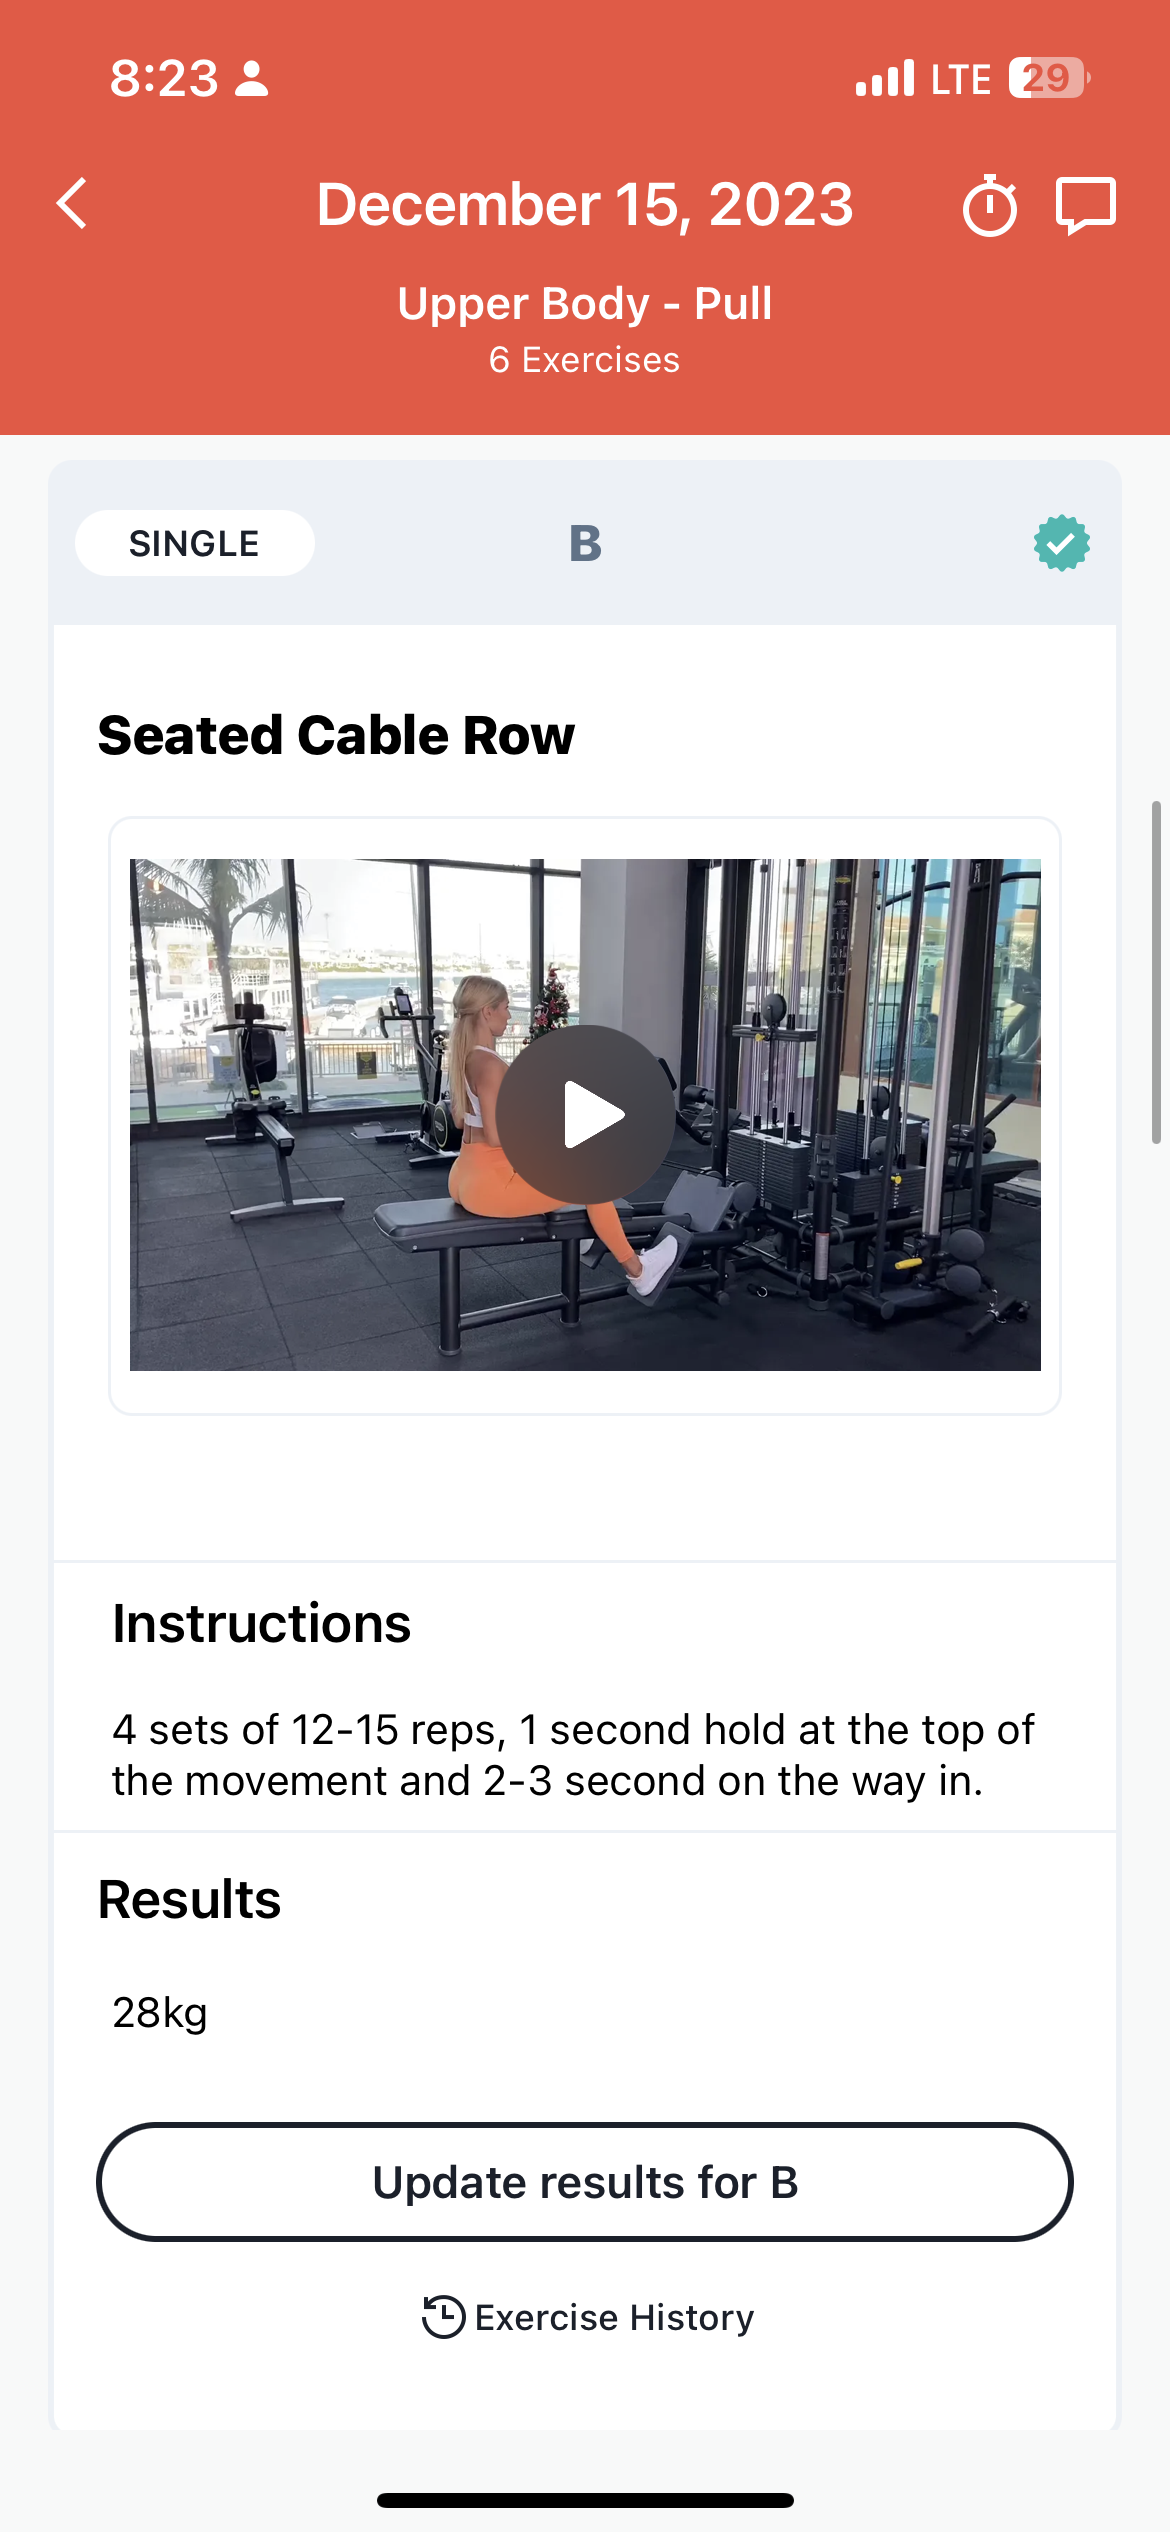 8:23
LTE
29
December 15, 2023
Upper Body - Pull
6 Exercises
SINGLE
B
Seated Cable Row
Instructions
4 sets of 12-15 reps, 1 second hold at the top of
the movement and 2-3 second on the way in.
Results
28kg
Update results for B
Exercise History